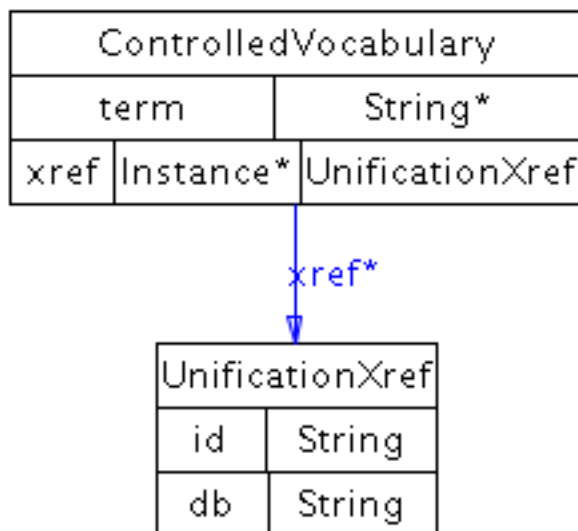 ControlledVocabulary
term String*
xref Instance* UnificationXref
xref*
UnificationXref
id String
db String